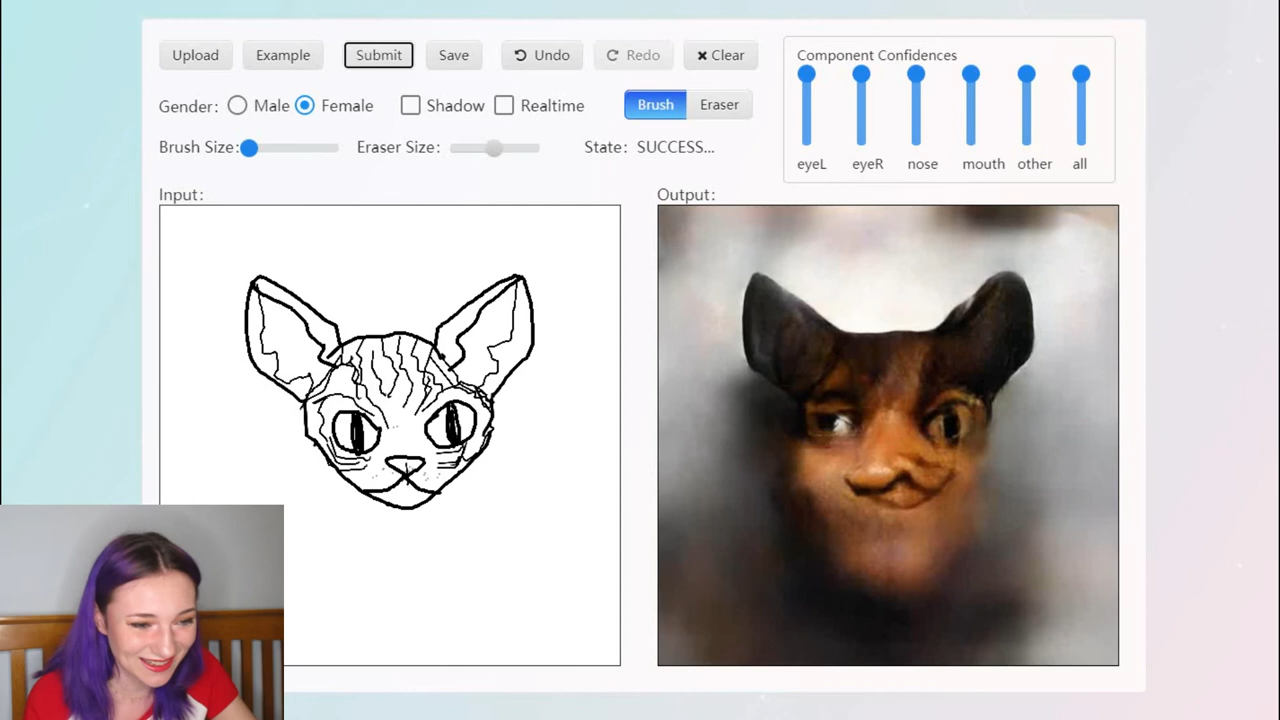 Upload Example Submit Save Undo Redo Clear
Component Confidences
Gender: Male Female Shadow Realtime Brush Eraser
Brush Size: Eraser Size: State: SUCCESS...
eyeL eyeR nose mouth other all
Input: Output: